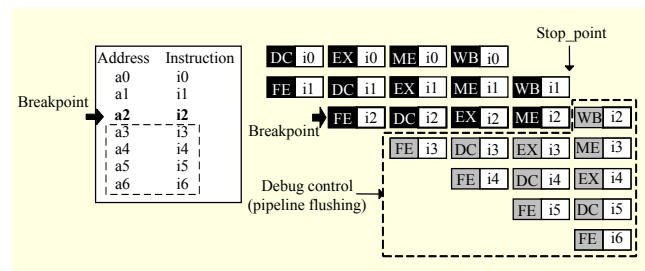 Stop_point
Address Instruction
a0 i0
a1 i1
a2 i2
a3 i3
a4 i4
a5 i5
a6 i6
Breakpoint
DC i0 EX i0 ME i0 WB i0
FE i1 DC i1 EX i1 ME i1 WB i1
Breakpoint
FE i2 DC i2 EX i2 ME i2 WB i2
FE i3 DC i3 EX i3 ME i3
FE i4 DC i4 EX i4
FE i5 DC i5
FE i6
Debug control
(pipeline flushing)